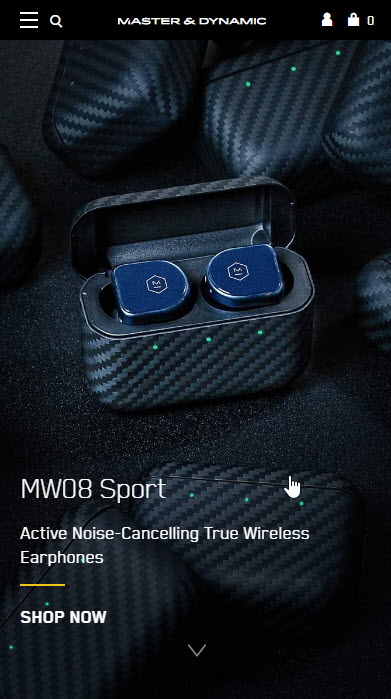 MASTER & DYNAMIC
0
MW08 Sport
Active Noise-Cancelling True Wireless
Earphones
SHOP NOW